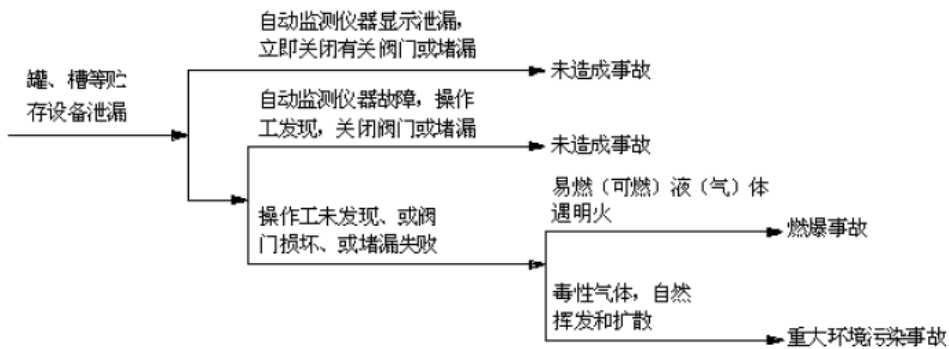 自动监测仪器显示泄漏，
立即关闭有关阀门或堵漏
未造成事故
罐、槽等贮
存设备泄漏
自动监测仪器故障，操作
工发现，关闭阀门或堵漏
未造成事故
操作工未发现、或阀
门损坏、或堵漏失败
易燃（可燃）液（气）体
遇明火
燃爆事故
毒性气体，自然
挥发和扩散
重大环境污染事故